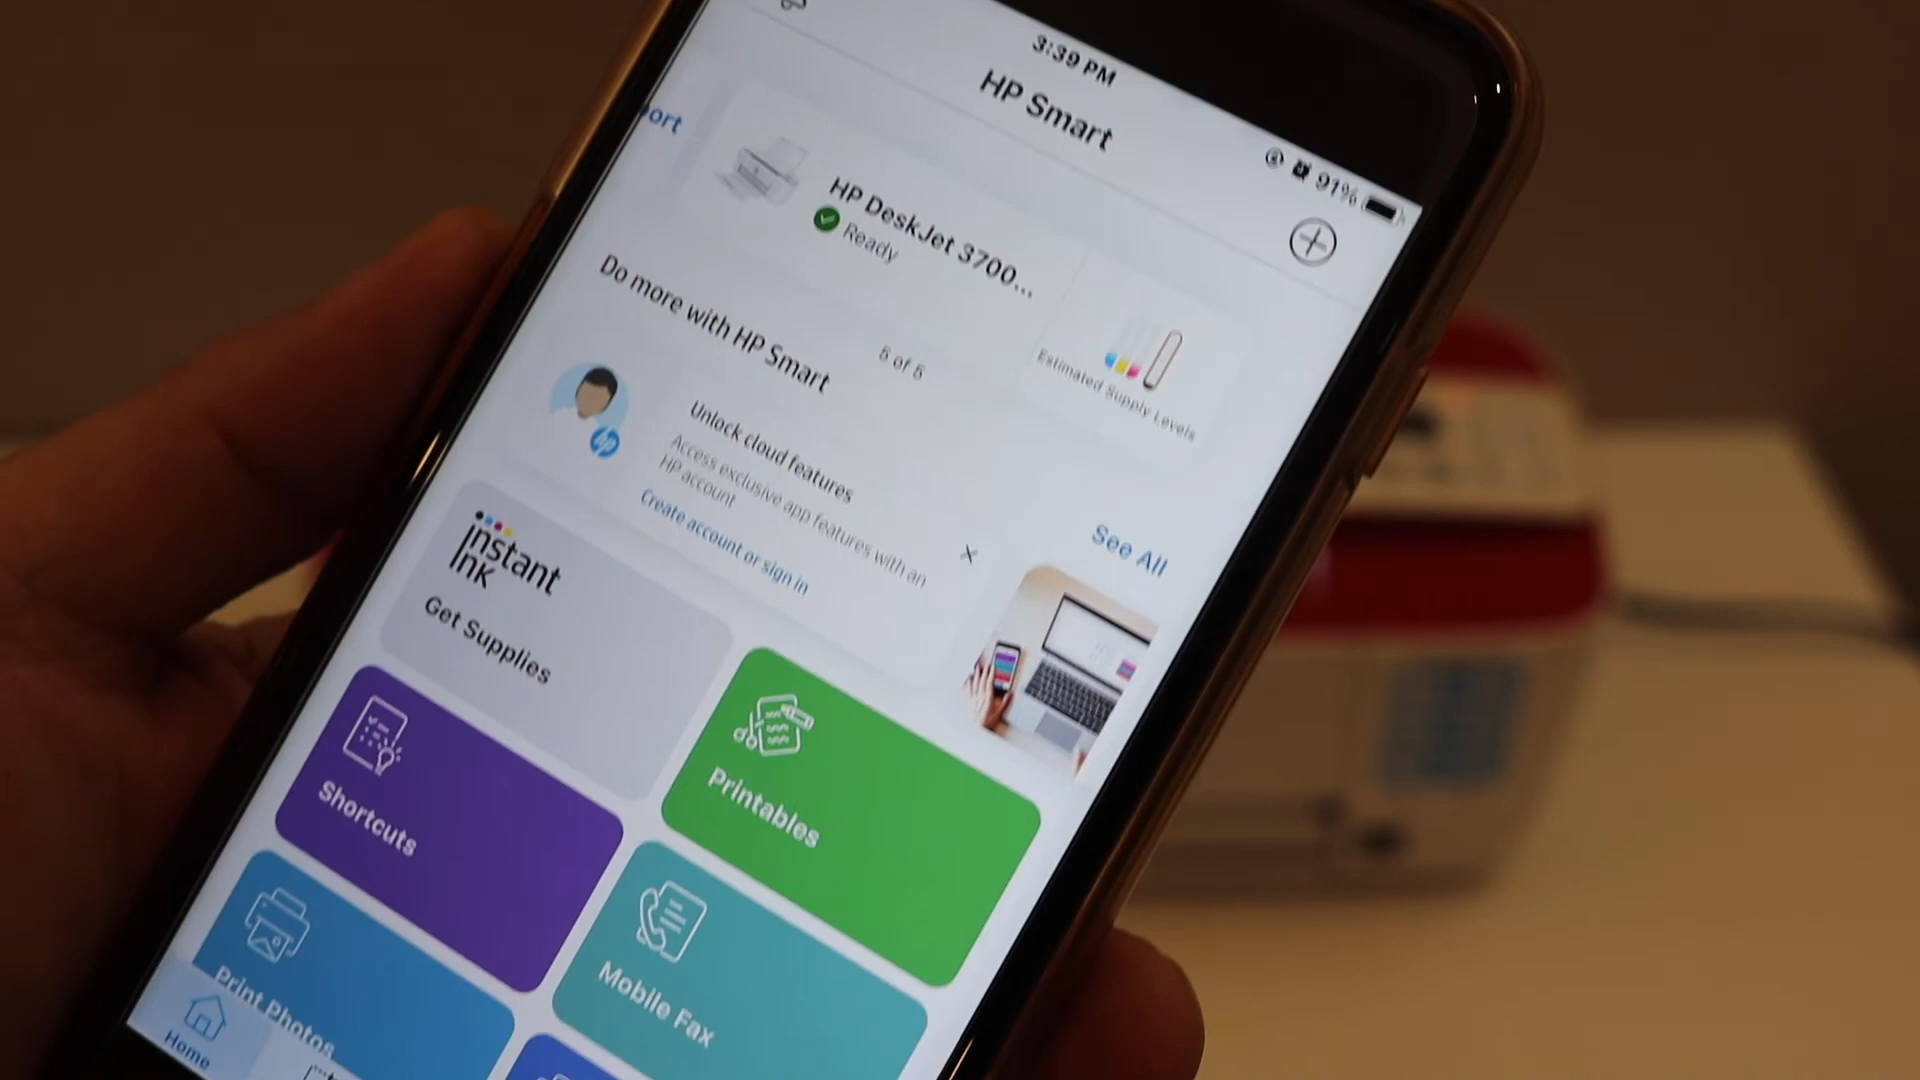 3:39 PM
HP Smart
91%
ort
HP DeskJet 3700...
Ready
Estimated Supply Levels
Do more with HP Smart
5 of 5
See All
hp
Unlock cloud features
Access exclusive app features with an
HP account
Create account or sign in
Instant
Ink
Get Supplies
Printables
Shortcuts
Mobile Fax
Print Photos
Home